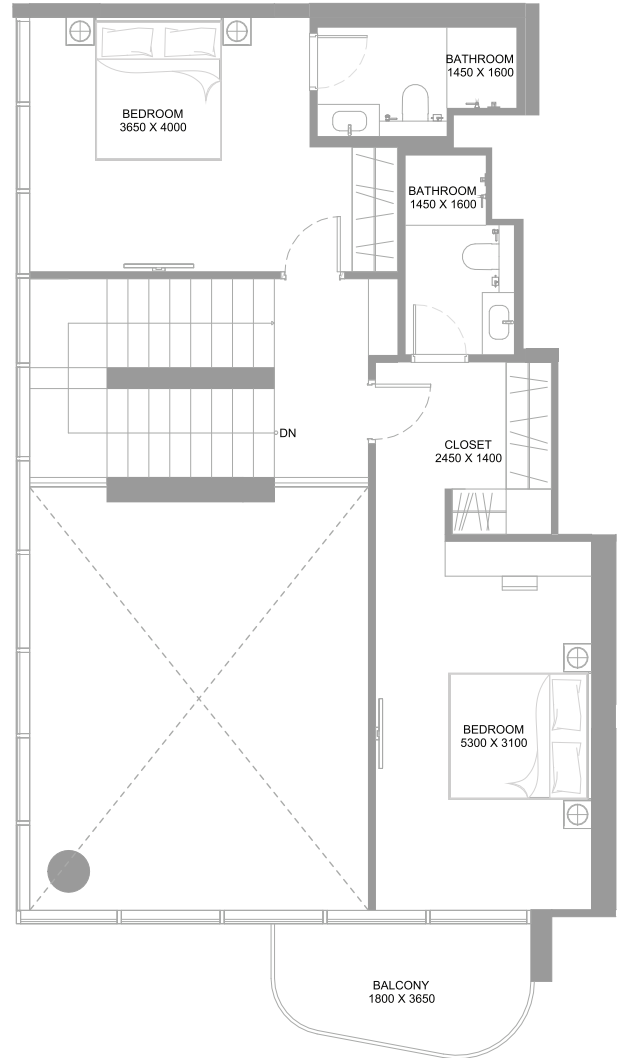 BATHROOM
1450 X 1600
BEDROOM
3650 X 4000
BATHROOM
1450 X 1600
DN
CLOSET
2450 X 1400
BEDROOM
5300 X 3100
BALCONY
1800 X 3650